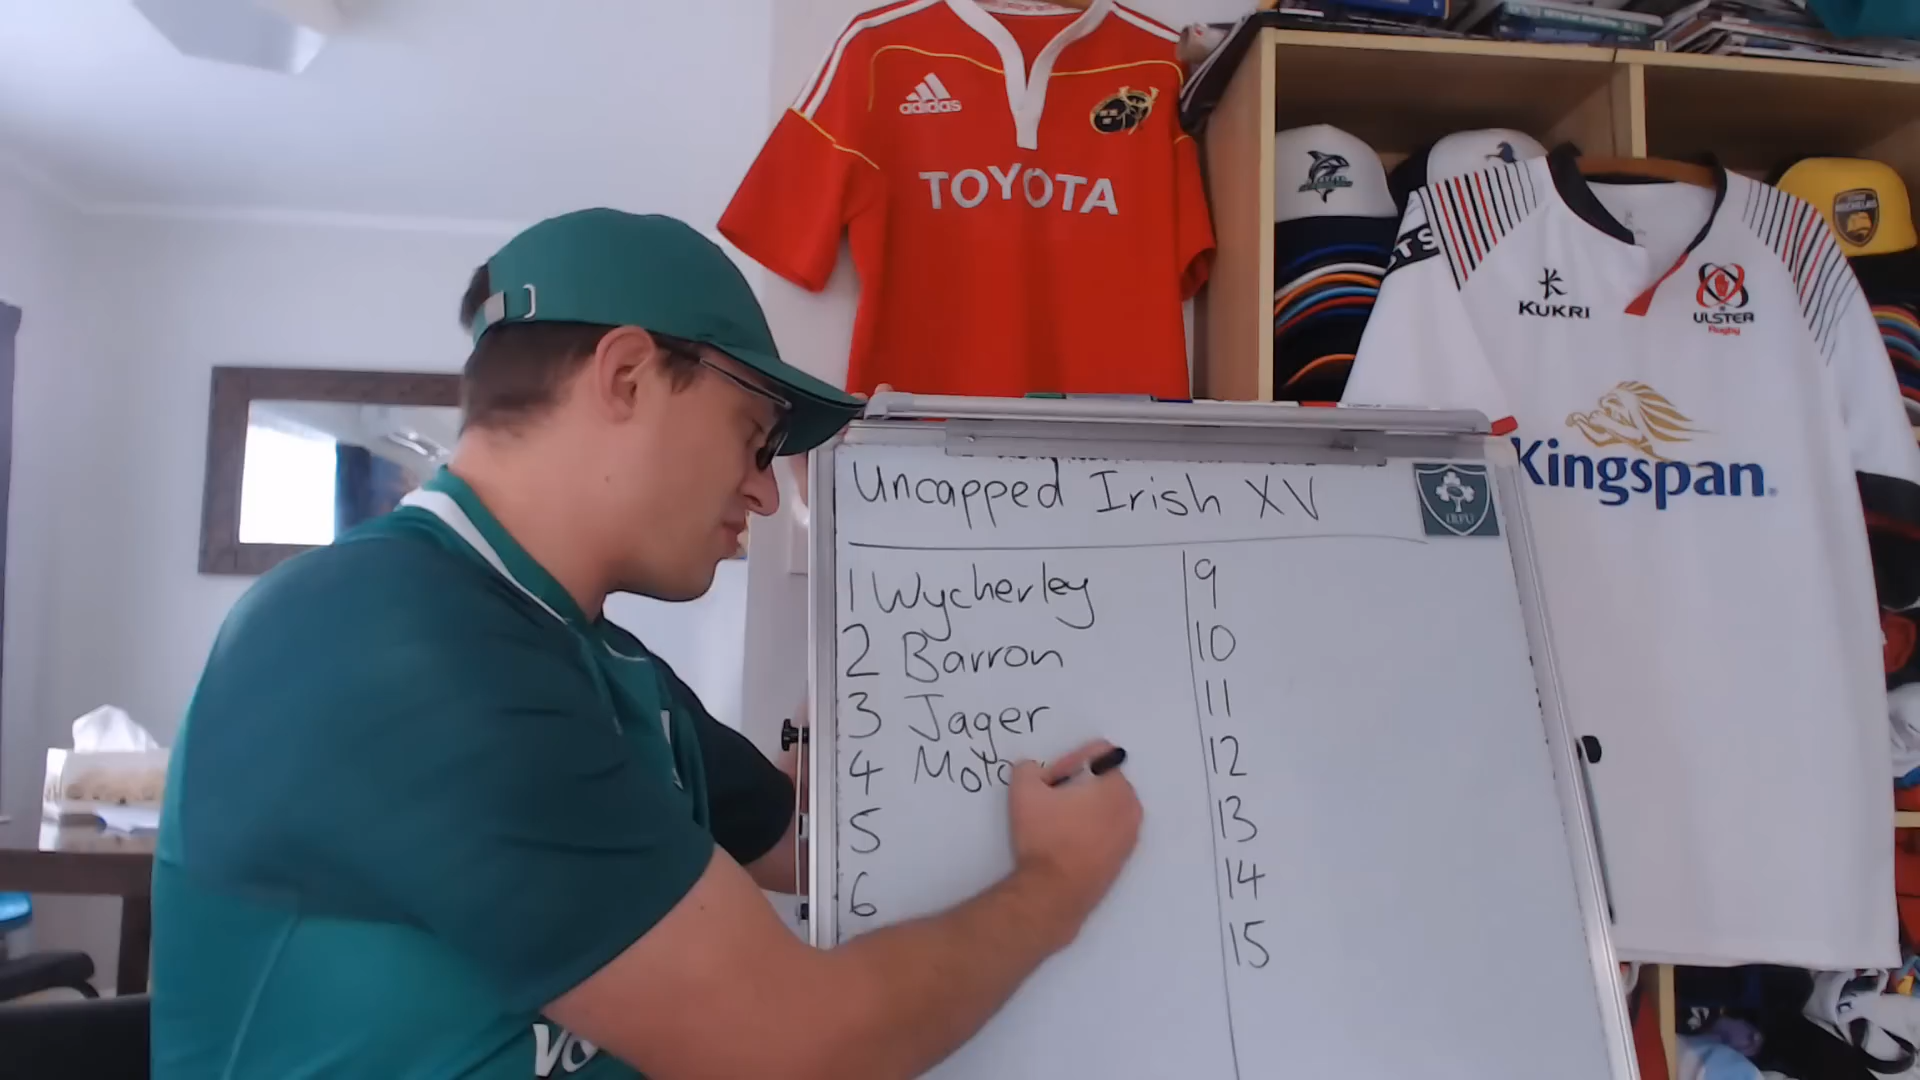 adidas
TOYOTA
KUKRI
ULSTER
Rugby
Kingspan
Uncapped Irish XV
IRFU
1 Wycherley
2 Barron
3 Jager
4
5
6
9
10
11
12
13
14
15